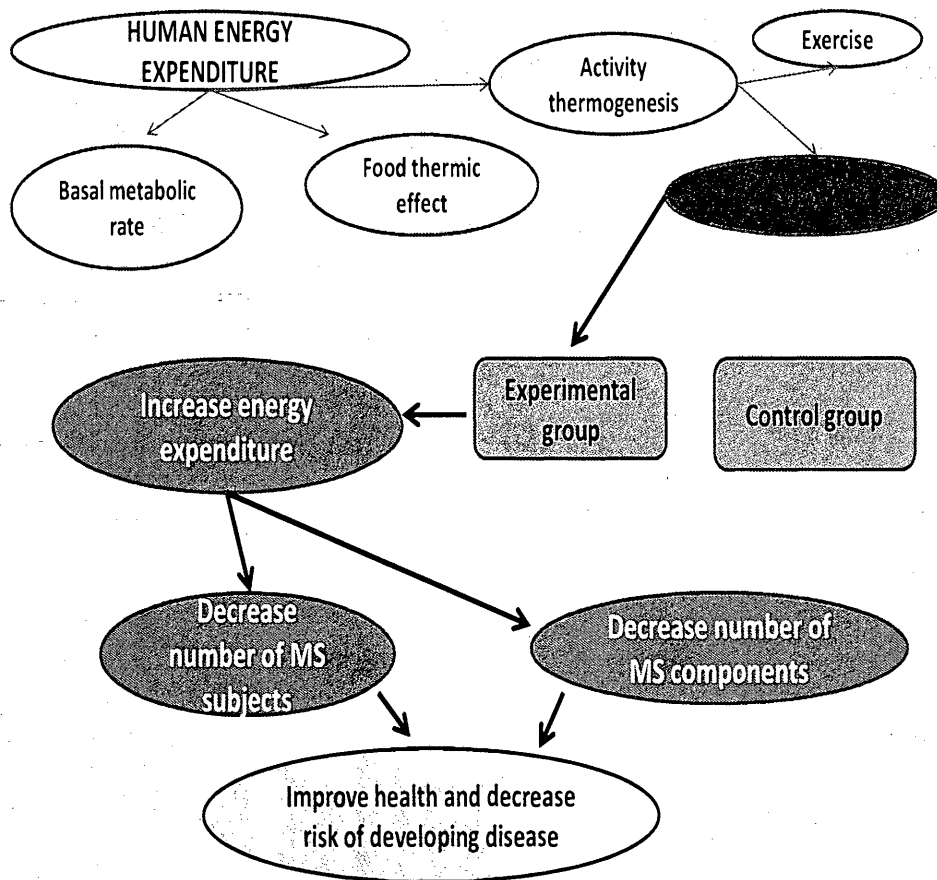 HUMAN ENERGY
EXPENDITURE
Activity
thermogenesis
Exercise
Basal metabolic
rate
Food thermic
effect
Increase energy
expenditure
Experimental
group
Control group
Decrease
number of MS
subjects
Decrease number of
MS components
Improve health and decrease
risk of developing disease